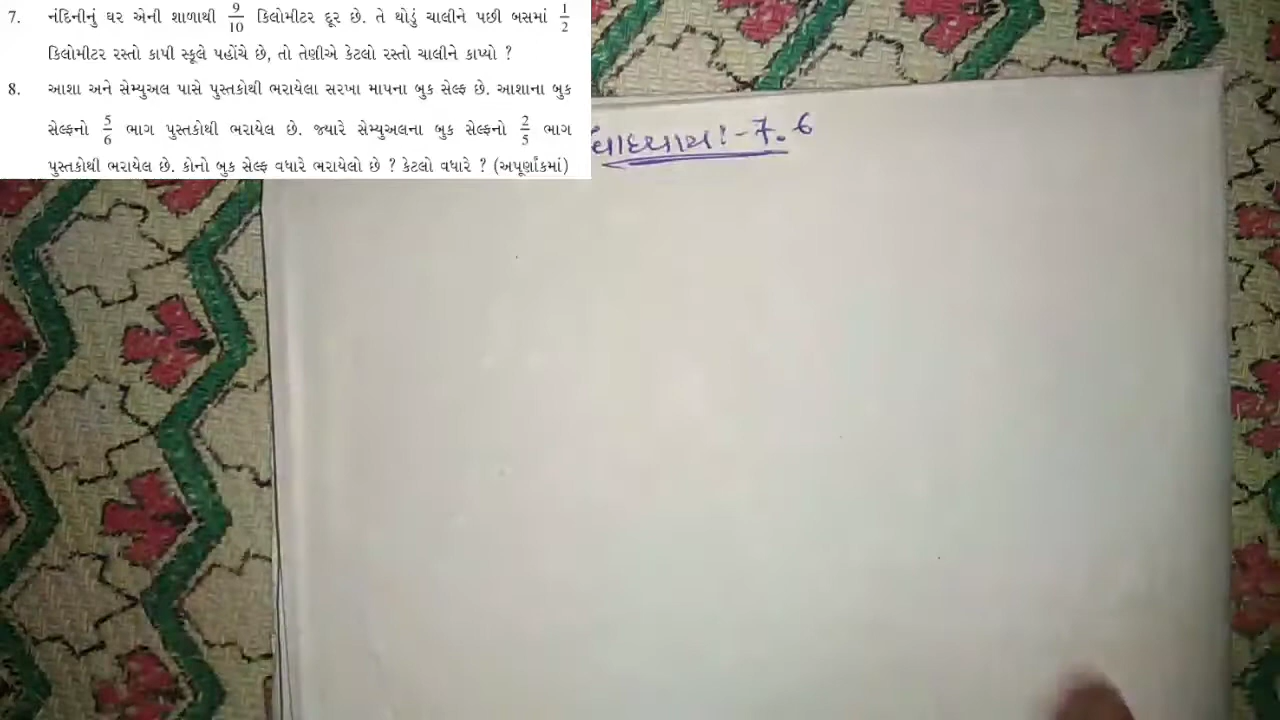 7. નંદિનીનું ઘર એની શાળાથી 9/10 કિલોમીટર દૂર છે. તે થોડું ચાલીને પછી બસમાં 1/2
કિલોમીટર રસ્તો કાપી સ્કૂલે પહોંચે છે, તો તેણીએ કેટલો રસ્તો ચાલીને કાપ્યો ?
8. આશા અને સેમ્યુઅલ પાસે પુસ્તકોથી ભરાયેલા સરખા માપના બુક સેલ્ફ છે. આશાના બુક
સેલ્ફનો 5/6 ભાગ પુસ્તકોથી ભરાયેલ છે. જ્યારે સેમ્યુઅલના બુક સેલ્ફનો 2/5 ભાગ
પુસ્તકોથી ભરાયેલ છે. કોનો બુક સેલ્ફ વધારે ભરાયેલો છે ? કેટલો વધારે ? (અપૂર્ણાંકમાં)
7.6